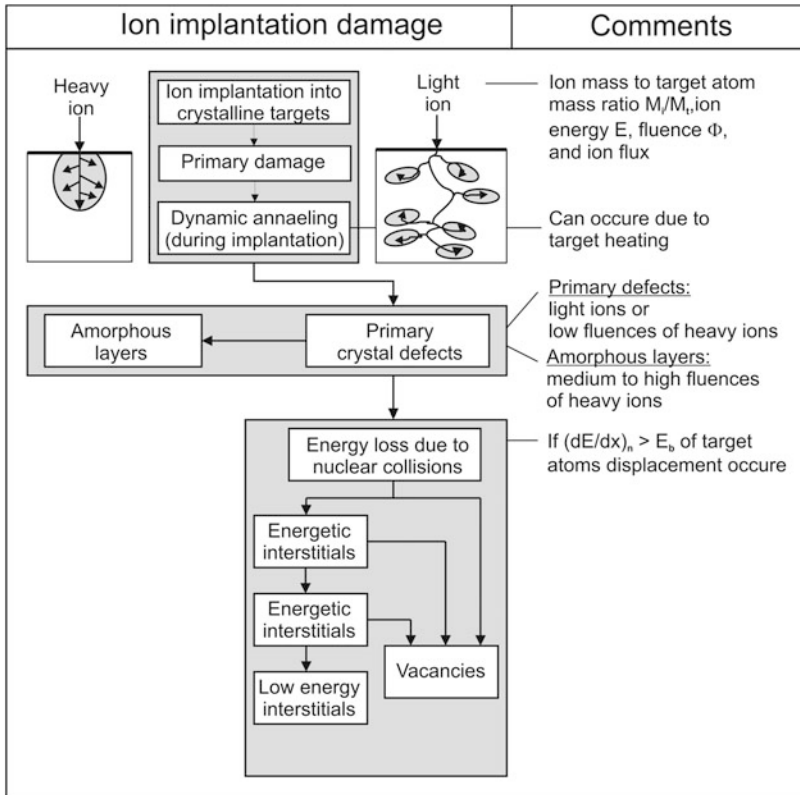 Ion implantation damage
Comments
Heavy
ion
Ion implantation into
crystalline targets
Primary damage
Dynamic annaeling
(during implantation)
Light
ion
Ion mass to target atom
mass ratio Mᵢ/Mₜ,ion
energy E, fluence Φ,
and ion flux
Can occure due to
target heating
Amorphous
layers
Primary
crystal defects
Primary defects:
light ions or
low fluences of heavy ions
Amorphous layers:
medium to high fluences
of heavy ions
Energy loss due to
nuclear collisions
If (dE/dx)ₙ > E_b of target
atoms displacement occure
Energetic
interstitials
Energetic
interstitials
Low energy
interstitials
Vacancies